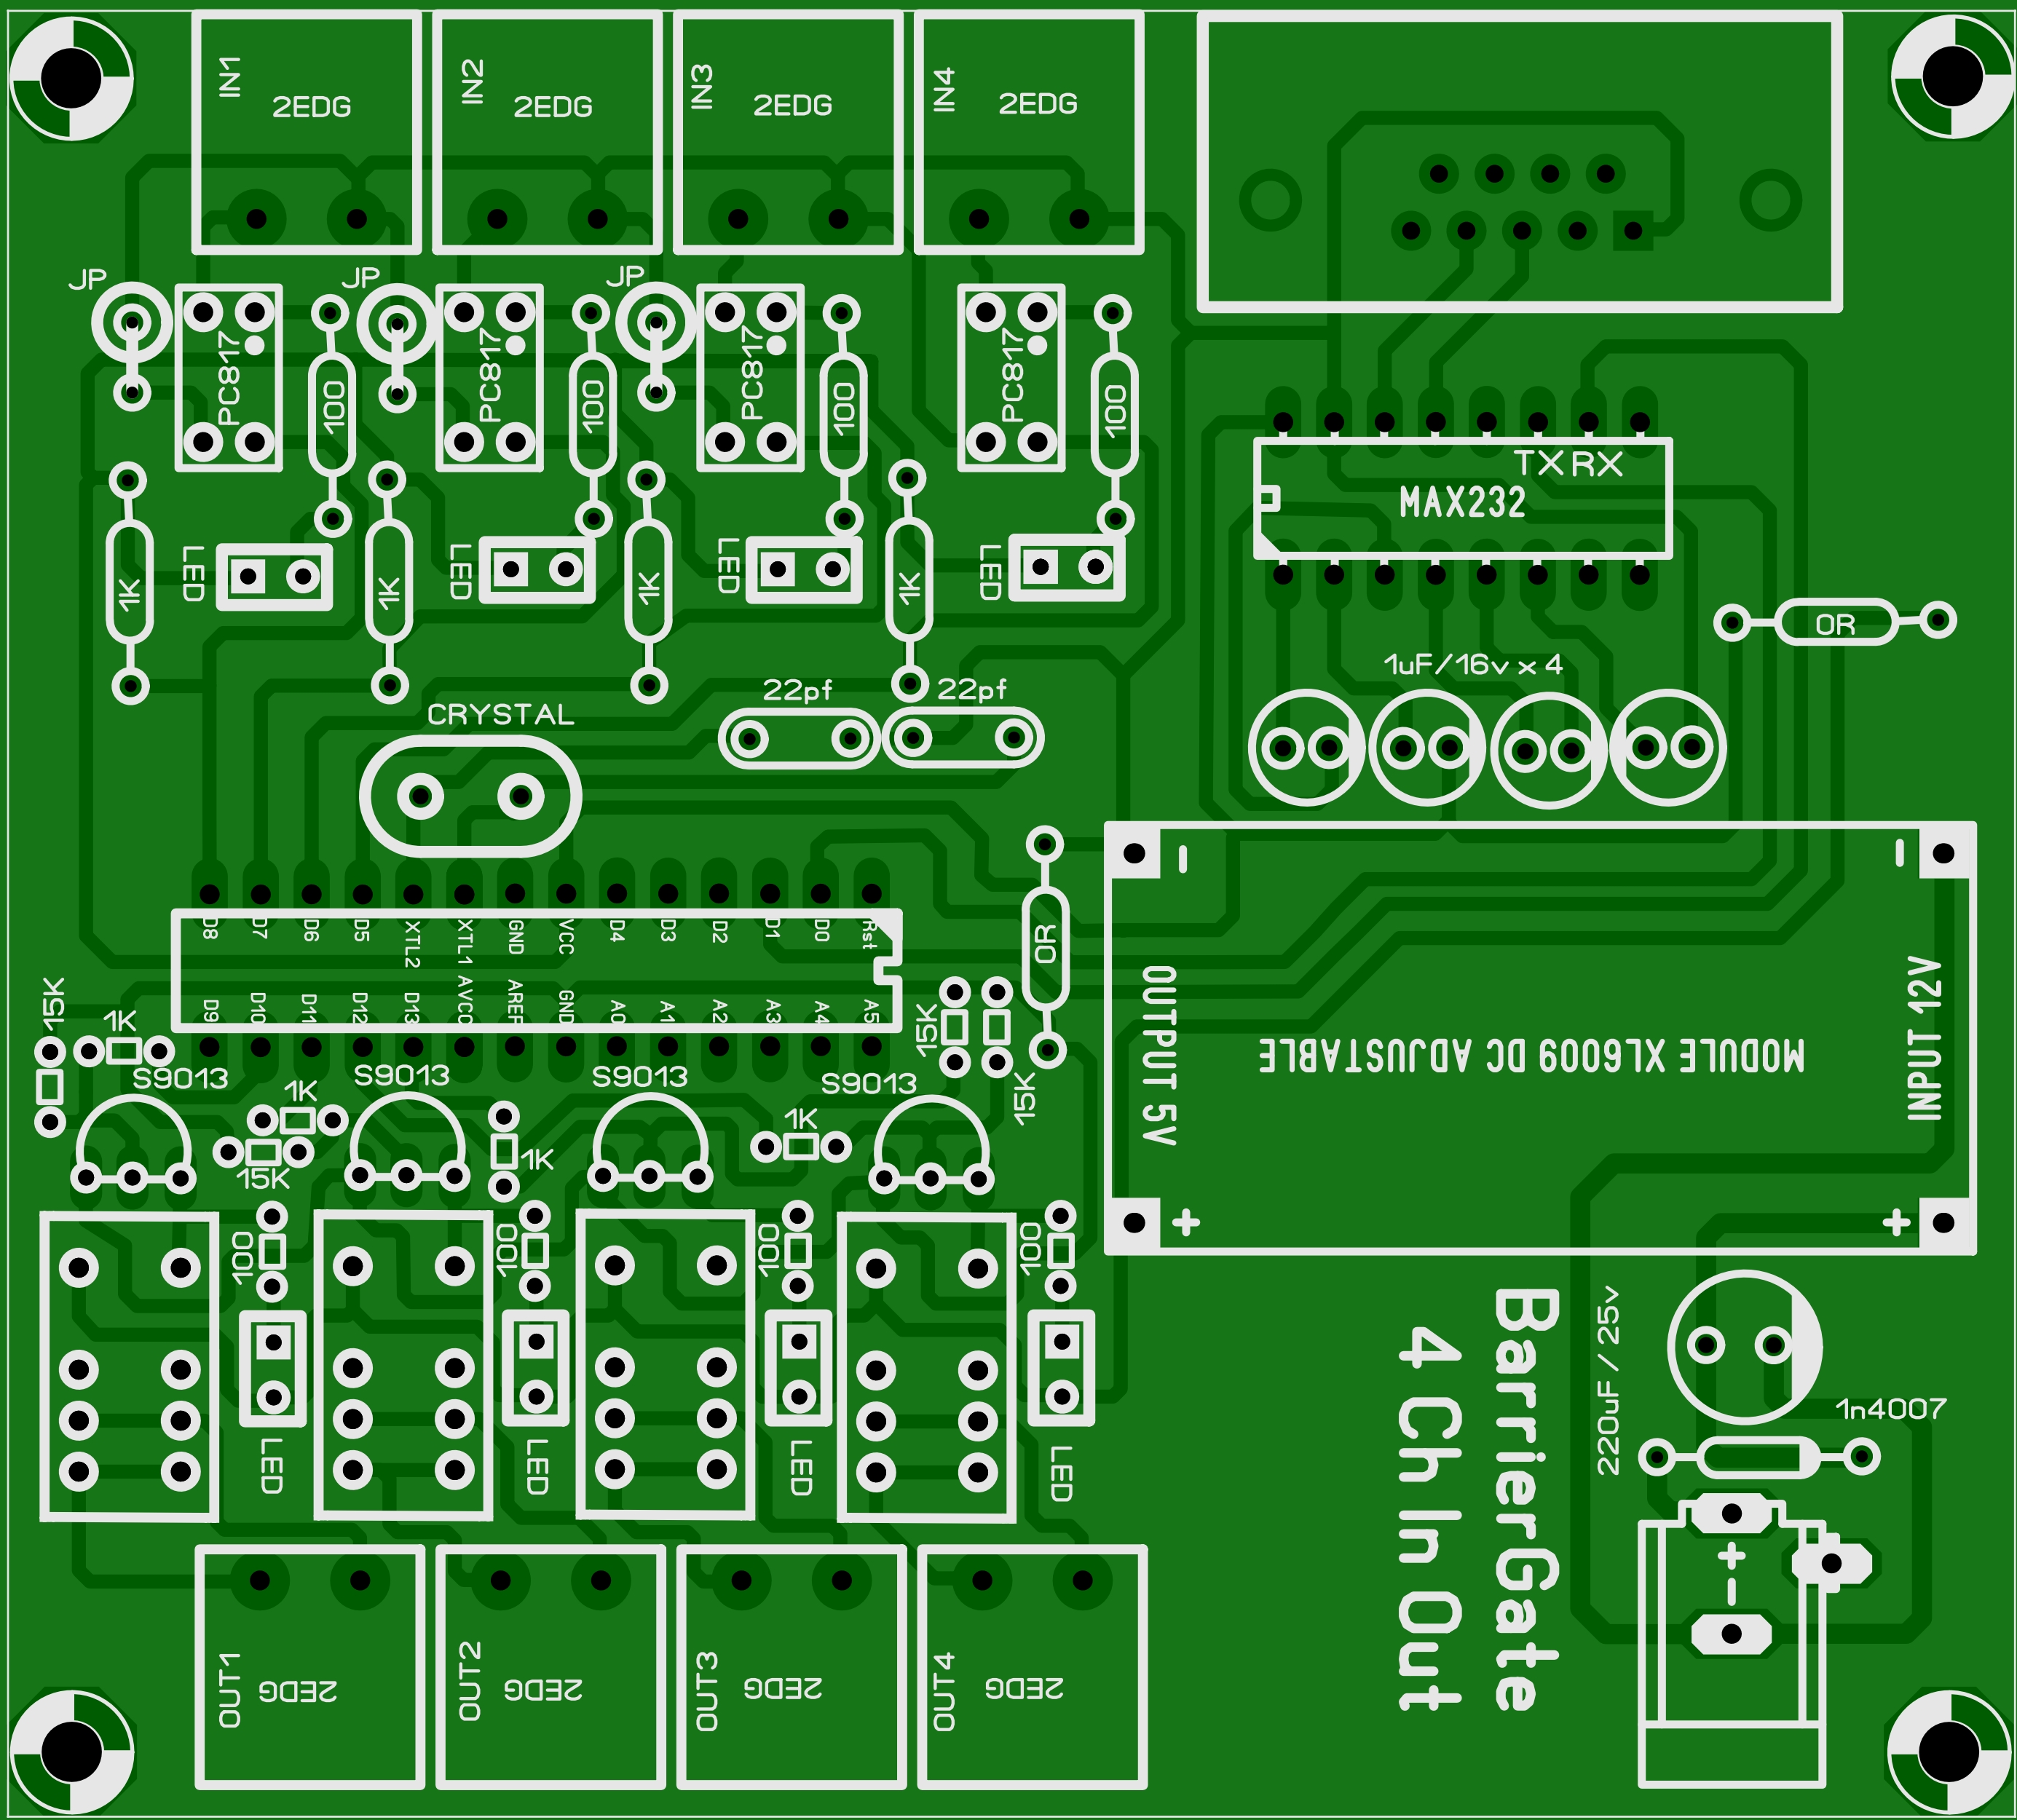 IN1
2EDG
IN2
2EDG
IN3
2EDG
IN4
2EDG
JP
JP
JP
PC817
100
PC817
100
PC817
100
PC817
100
TX RX
MAX232
1K
LED
1K
LED
1K
LED
1K
LED
0R
1uF/16v x 4
22pf
22pf
CRYSTAL
D8
D7
D6
D5
XTL2
XTL1
GND
VCC
D4
D3
D2
D1
D0
Rst
D9
D10
D11
D12
D13
AVCC
AREF
GND
A0
A1
A2
A3
A4
A5
0R
15K
1K
S9013
1K
15K
S9013
1K
S9013
1K
S9013
15K
15K
-
-
OUTPUT 5V
MODULE XL6009 DC ADJUSTABLE
INPUT 12V
+
+
100
LED
100
LED
100
LED
100
LED
BarrierGate
4 Ch In Out
220uF / 25v
1n4007
+
-
OUT1
2EDG
OUT2
2EDG
OUT3
2EDG
OUT4
2EDG